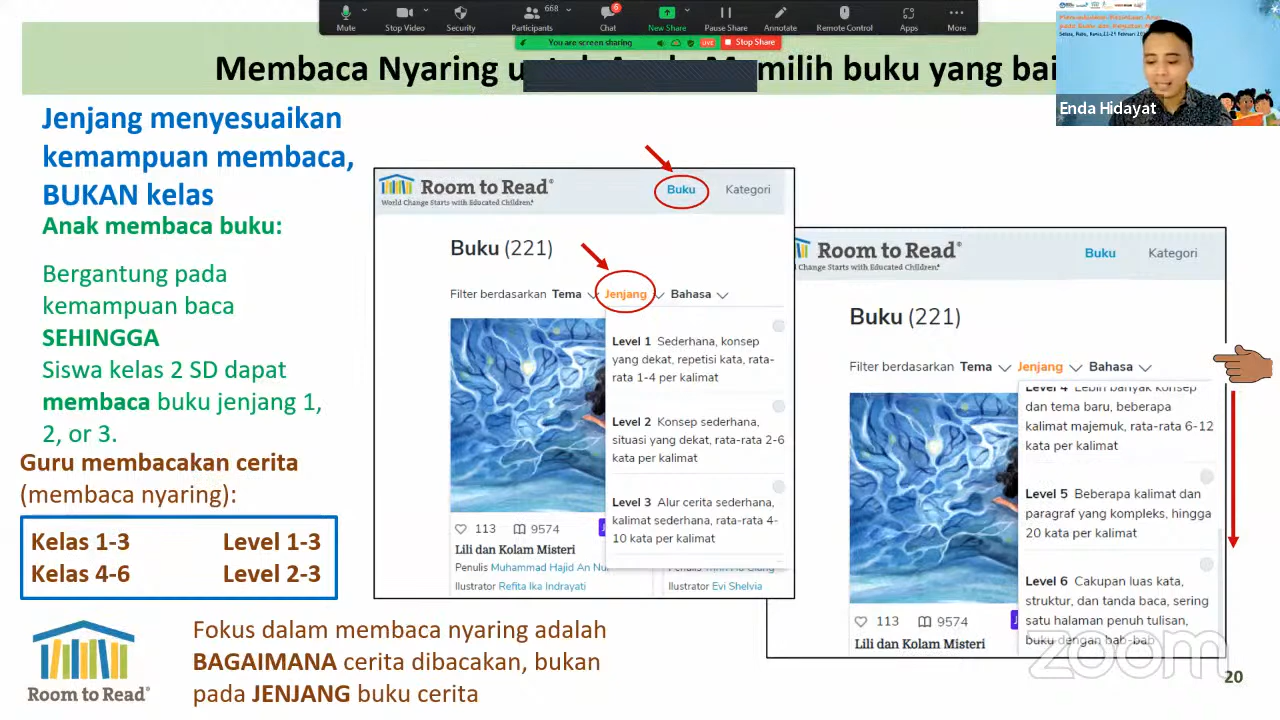 Mute
Stop Video
Security
Participants
668
Chat
6
New Share
Pause Share
Annotate
Remote Control
Apps
More
You are screen sharing
LIVE
Stop Share
Enda Hidayat
Membaca Nyaring milih buku yang bai
Jenjang menyesuaikan
kemampuan membaca,
BUKAN kelas
Anak membaca buku:
Bergantung pada
kemampuan baca
SEHINGGA
Siswa kelas 2 SD dapat
membaca buku jenjang 1,
2, or 3.
Guru membacakan cerita
(membaca nyaring):
Kelas 1-3 Level 1-3
Kelas 4-6 Level 2-3
Room to Read®
Fokus dalam membaca nyaring adalah
BAGAIMANA cerita dibacakan, bukan
pada JENJANG buku cerita
Room to Read®
World Change Starts with Educated Children.®
Buku Kategori
Buku (221)
Filter berdasarkan Tema Jenjang Bahasa
Level 1 Sederhana, konsep
yang dekat, repetisi kata, rata-
rata 1-4 per kalimat
Level 2 Konsep sederhana,
situasi yang dekat, rata-rata 2-6
kata per kalimat
Level 3 Alur cerita sederhana,
kalimat sederhana, rata-rata 4-
10 kata per kalimat
113 9574
Lili dan Kolam Misteri
Penulis Muhammad Hajid An Nur
Ilustrator Refita Ika Indrayati
Ilustrator Evi Shelvia
Room to Read®
d Change Starts with Educated Children.®
Buku Kategori
Buku (221)
Filter berdasarkan Tema Jenjang Bahasa
Level 4 Lebih banyak konsep
dan tema baru, beberapa
kalimat majemuk, rata-rata 6-12
kata per kalimat
Level 5 Beberapa kalimat dan
paragraf yang kompleks, hingga
20 kata per kalimat
Level 6 Cakupan luas kata,
struktur, dan tanda baca, sering
satu halaman penuh tulisan,
buku dengan bab-bab
113 9574
Lili dan Kolam Misteri
zoom
20